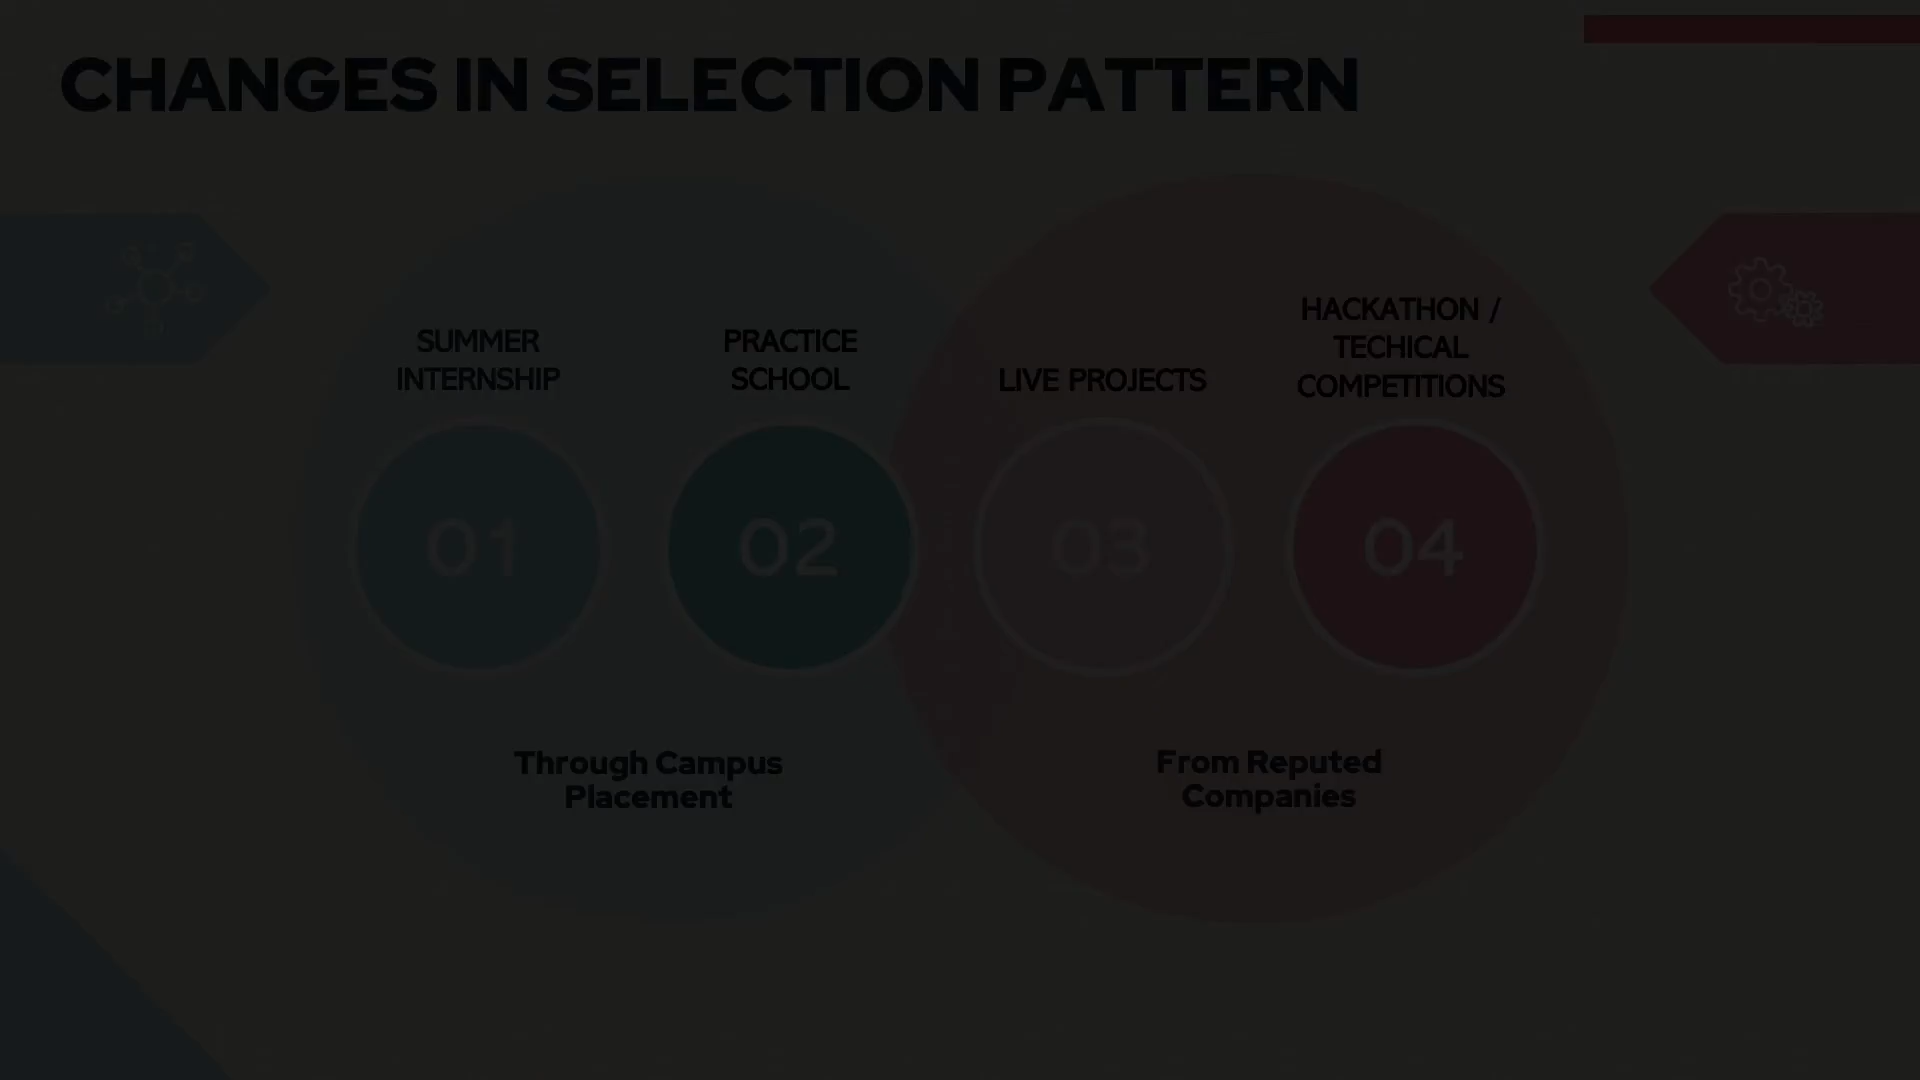 CHANGES IN SELECTION PATTERN
SUMMER
INTERNSHIP
PRACTICE
SCHOOL
LIVE PROJECTS
HACKATHON /
TECHICAL
COMPETITIONS
01
02
03
04
Through Campus
Placement
From Reputed
Companies